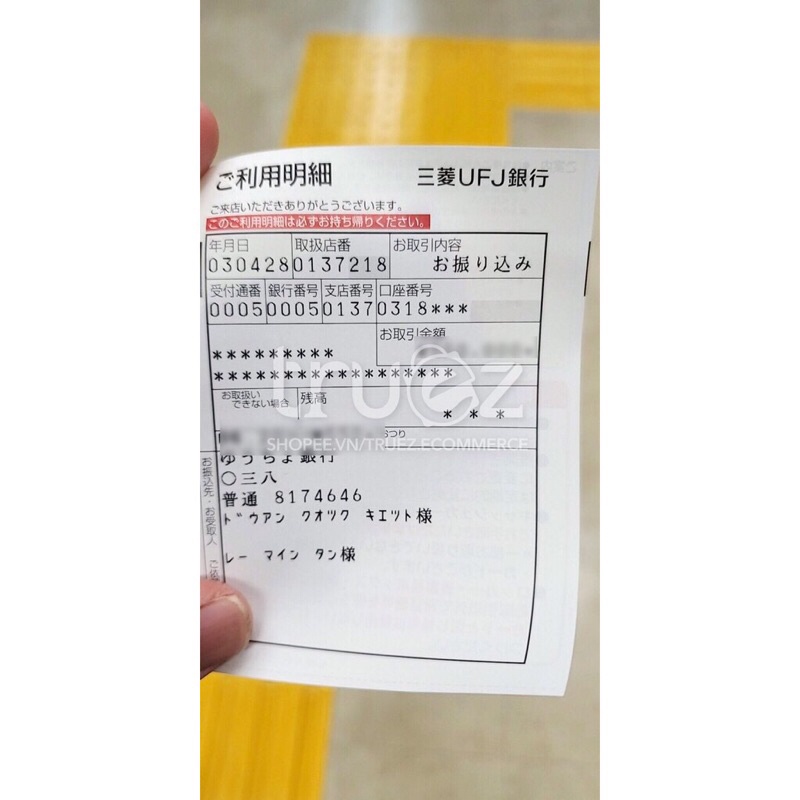 ご利用明細 三菱UFJ銀行
ご来店いただきありがとうございます。
このご利用明細は必ずお持ち帰りください。
年月日 取扱店番 お取引内容
030428 0137218 お振り込み
受付通番 銀行番号 支店番号 口座番号
0005 0005 0137 0318***
お取引金額
*********
******************
truez
お取扱いできない場合 残高
* * *
おつり
SHOPEE.VN/TRUEZ.ECOMMERCE
ゆうちょ銀行
〇三八
普通 8174646
ドウアン クオツク キエット様
レー マイン タン様
お振込先・お受取人